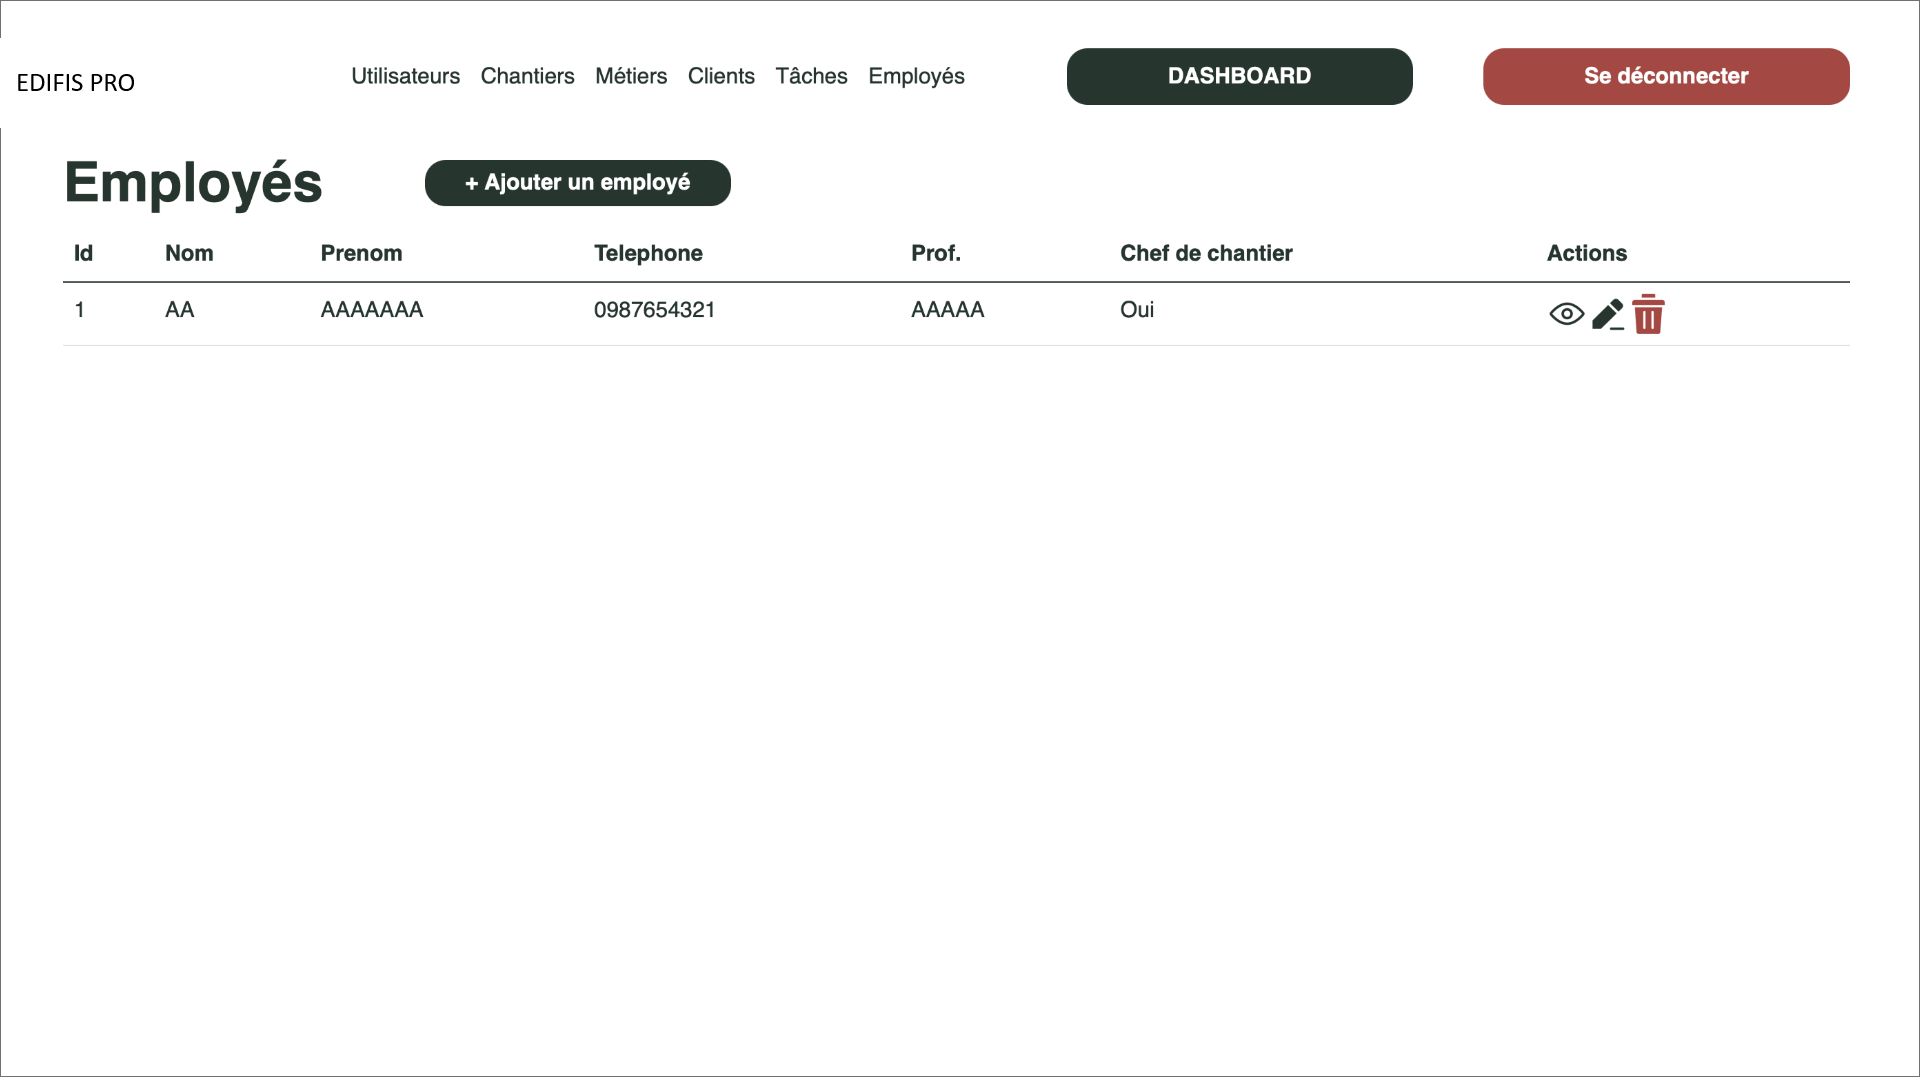 EDIFIS PRO
Utilisateurs Chantiers Métiers Clients Tâches Employés DASHBOARD Se déconnecter
Employés + Ajouter un employé
Id Nom Prenom Telephone Prof. Chef de chantier Actions
1 AA AAAAAAA 0987654321 AAAAA Oui